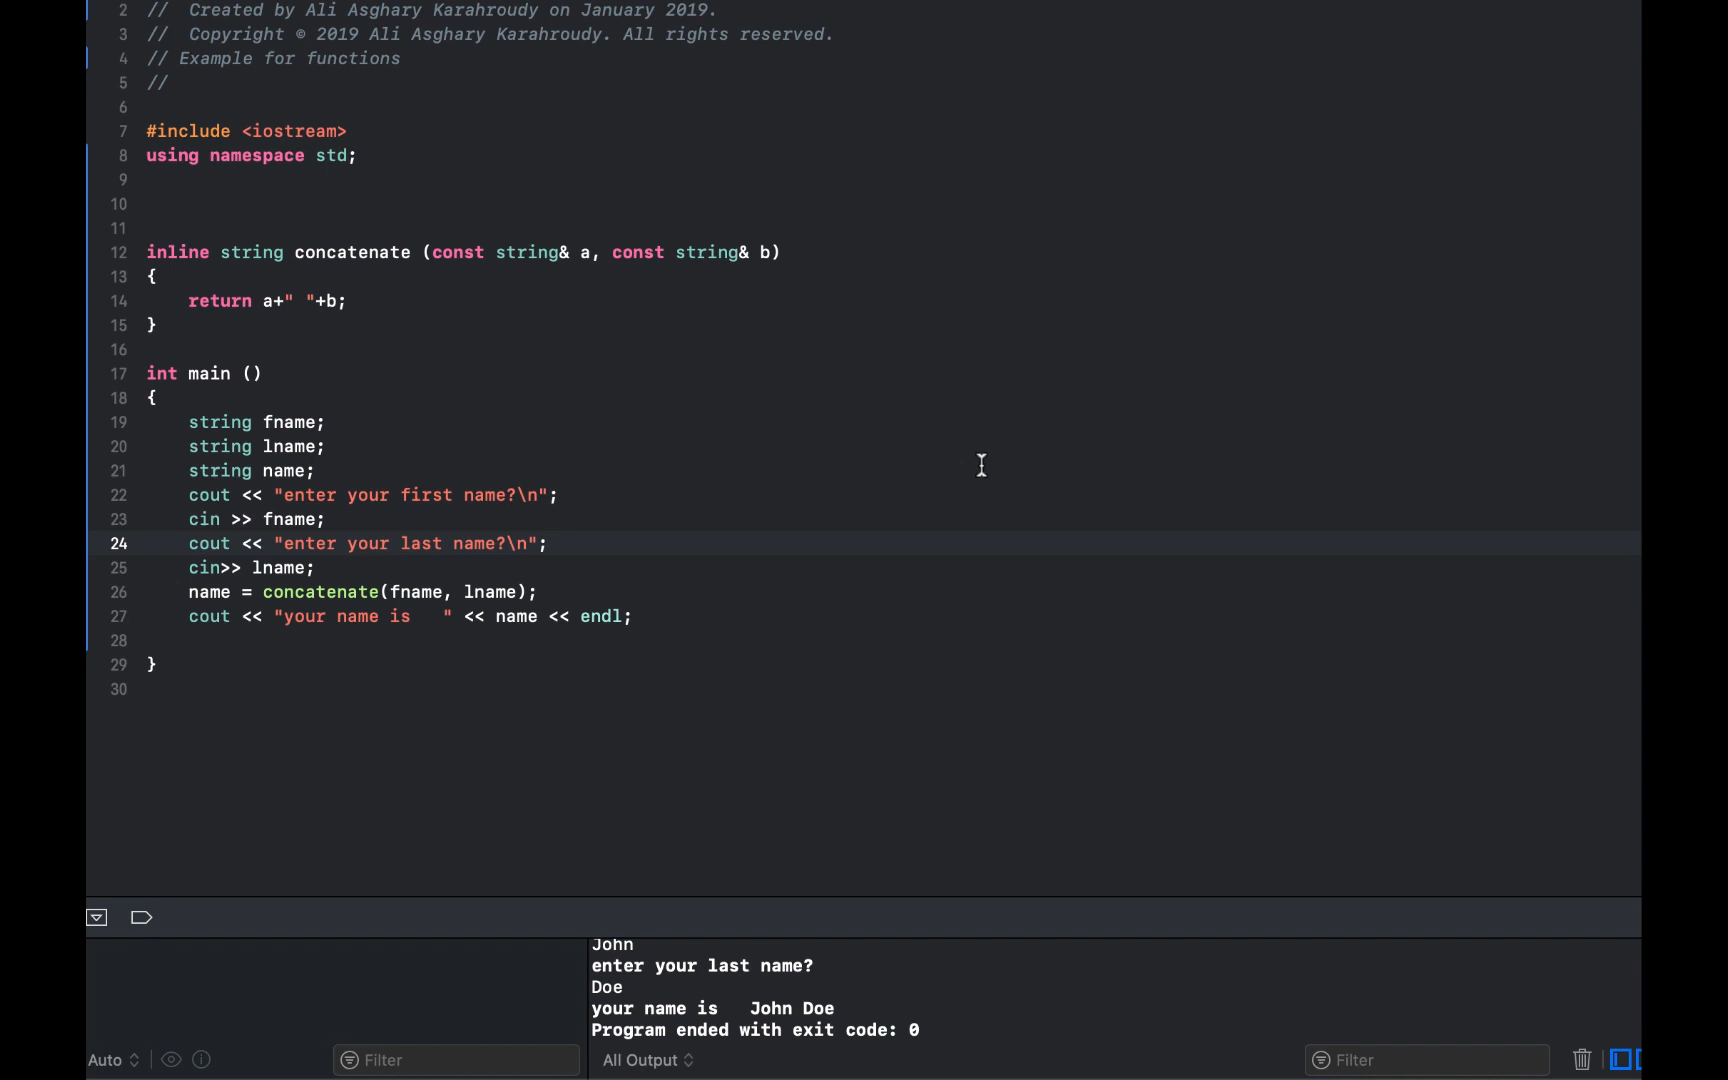 2 //  Created by Ali Asghary Karahroudy on January 2019.
3 //  Copyright © 2019 Ali Asghary Karahroudy. All rights reserved.
4 // Example for functions
5 //
6
7 #include <iostream>
8 using namespace std;
9
10
11
12 inline string concatenate (const string& a, const string& b)
13 {
14     return a+" "+b;
15 }
16
17 int main ()
18 {
19     string fname;
20     string lname;
21     string name;
22     cout << "enter your first name?\n";
23     cin >> fname;
24     cout << "enter your last name?\n";
25     cin>> lname;
26     name = concatenate(fname, lname);
27     cout << "your name is   " << name << endl;
28
29 }
30
John
enter your last name?
Doe
your name is   John Doe
Program ended with exit code: 0
Auto Filter All Output Filter